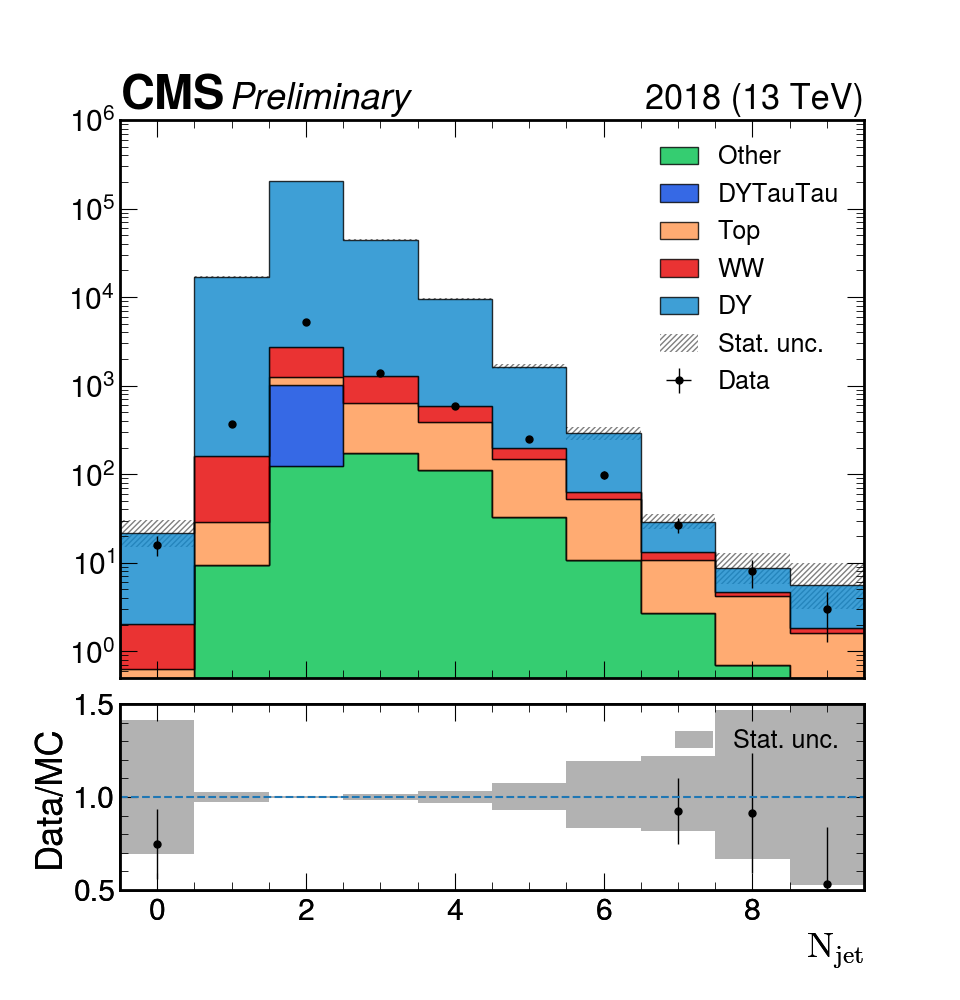 CMS Preliminary 2018 (13 TeV)
10^6
10^5
10^4
10^3
10^2
10^1
10^0
Other
DYTauTau
Top
WW
DY
Stat. unc.
Data
Data/MC
1.5
1.0
0.5
Stat. unc.
0 2 4 6 8
N_jet